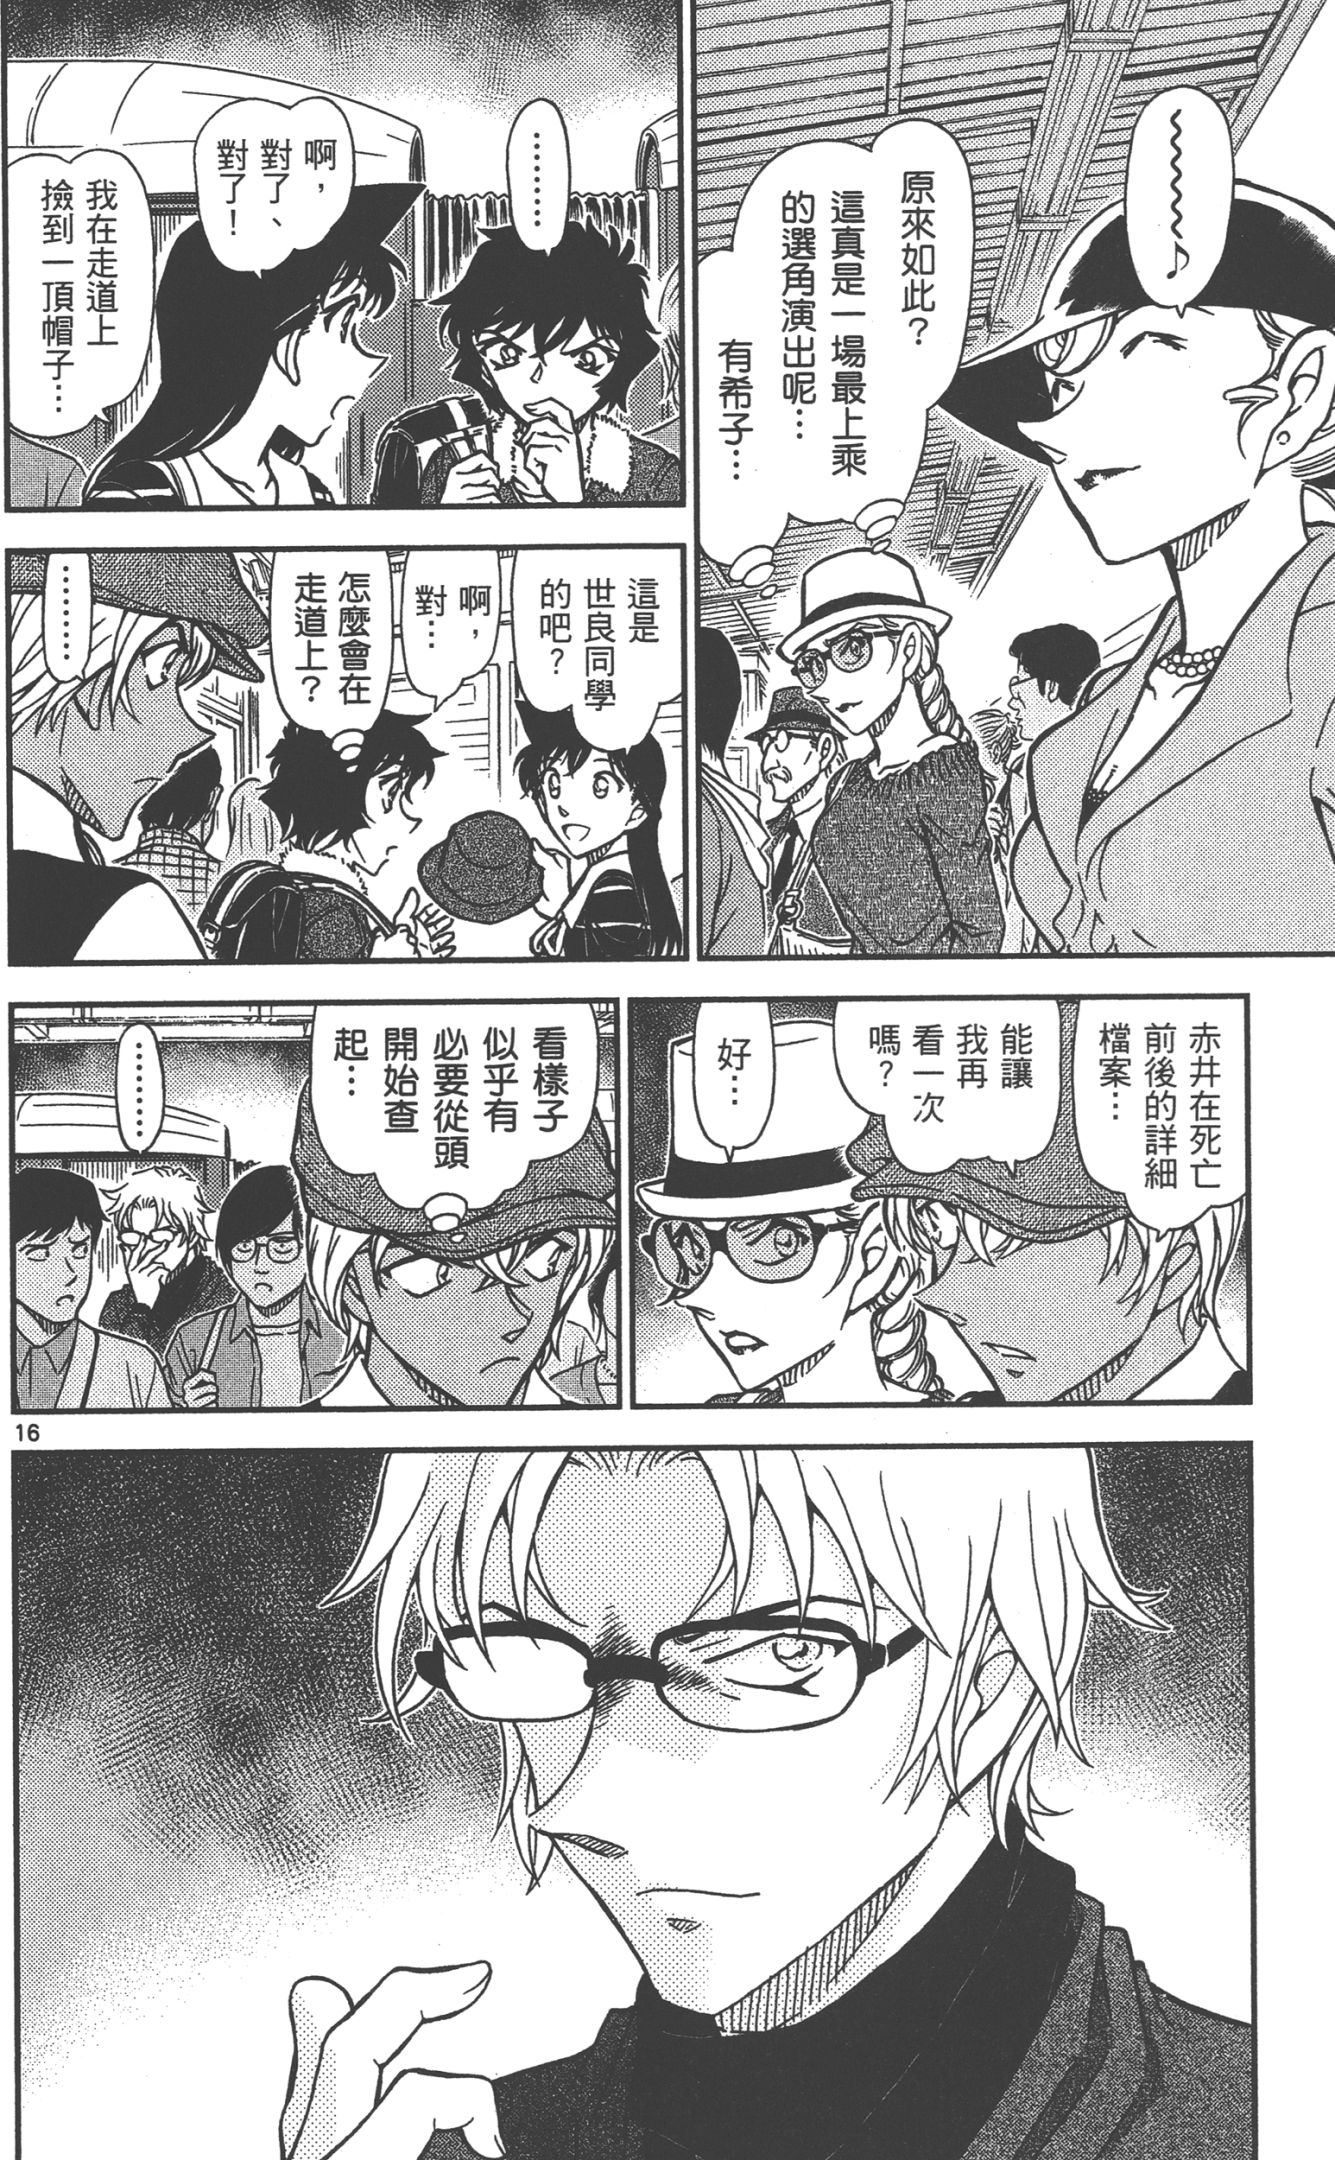 原來如此？
這真是一場最上乘
的選角演出呢…
有希子…
………
啊，
對了、
對了！
我在走道上
撿到一頂帽子…
這是
世良同學
的吧？
啊，
對…
怎麼會在
走道上？
………
赤井在死亡
前後的詳細
檔案…
能讓
我再
看一次
嗎？
好…
看樣子
似乎有
必要從頭
開始查
起…
………
16